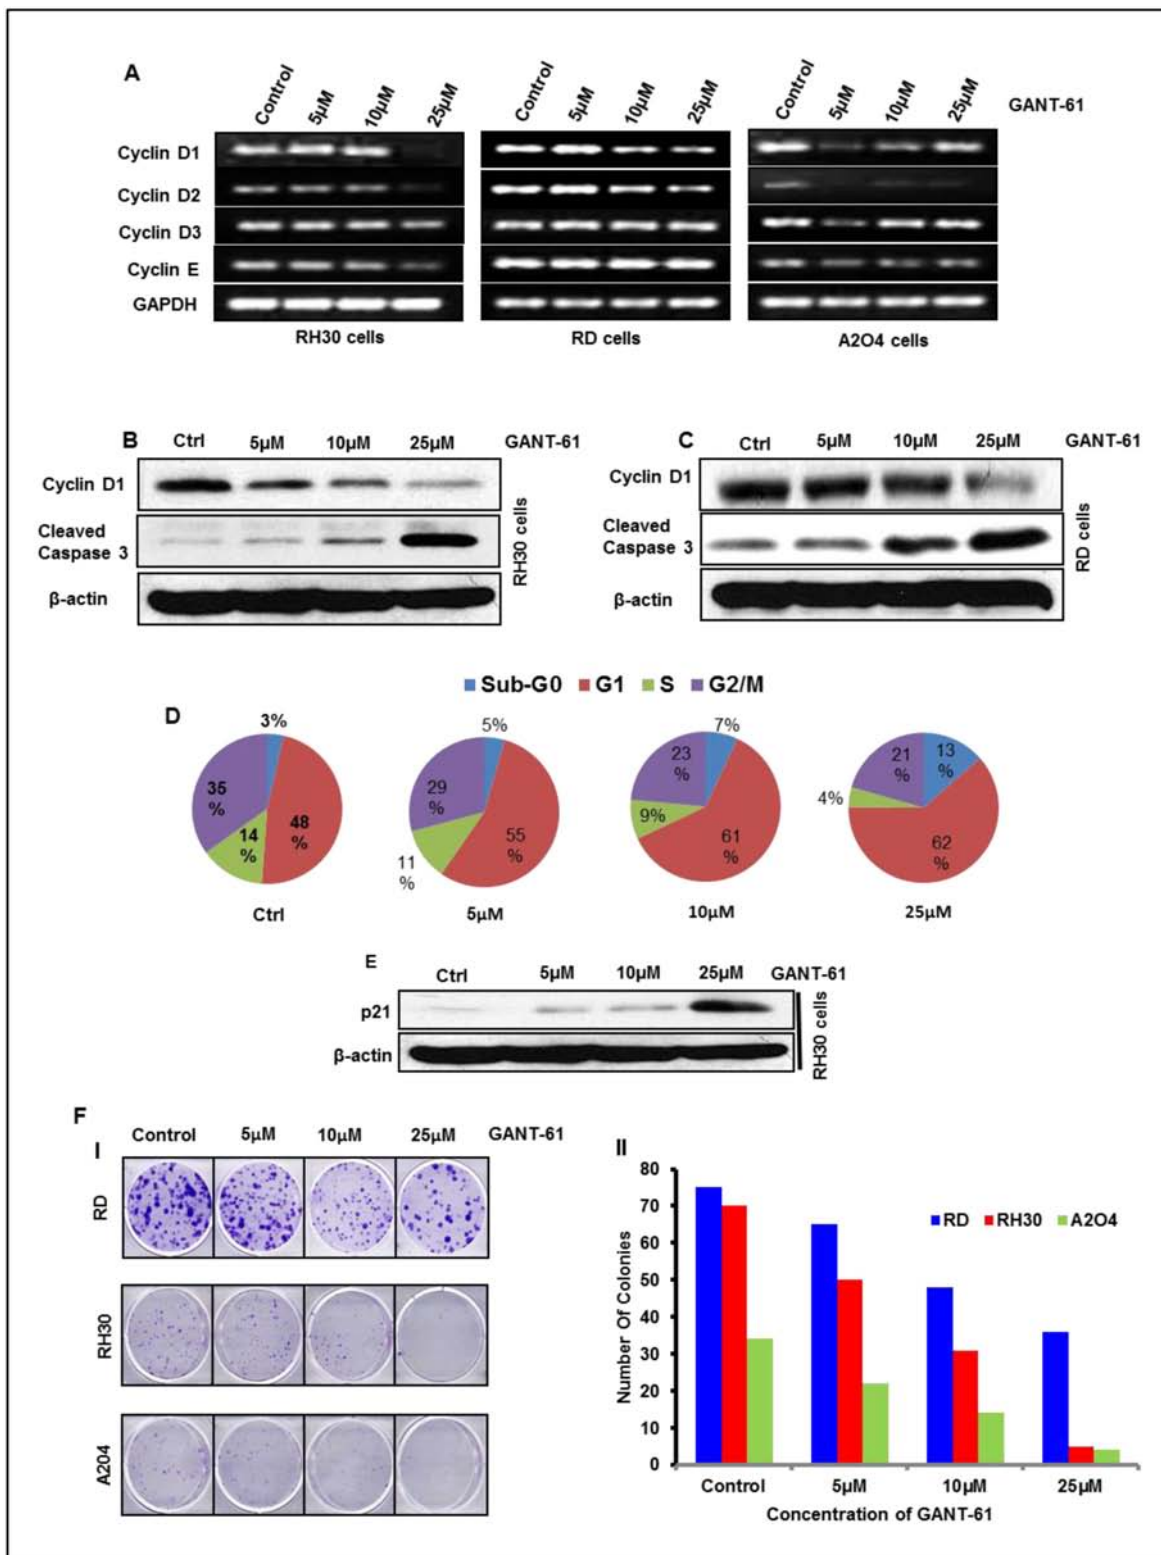 A
Control 5µM 10µM 25µM Control 5µM 10µM 25µM Control 5µM 10µM 25µM GANT-61
Cyclin D1
Cyclin D2
Cyclin D3
Cyclin E
GAPDH
RH30 cells RD cells A2O4 cells
B Ctrl 5µM 10µM 25µM GANT-61
Cyclin D1
Cleaved
Caspase 3
β-actin
RH30 cells
C Ctrl 5µM 10µM 25µM GANT-61
Cyclin D1
Cleaved
Caspase 3
β-actin
RD cells
Sub-G0 G1 S G2/M
D
3%
35
%
14
%
48
%
Ctrl
5%
29
%
11
%
55
%
5µM
7%
23
%
9%
61
%
10µM
21
%
13
%
4%
62
%
25µM
E Ctrl 5µM 10µM 25µM GANT-61
p21
β-actin
RH30 cells
F
I Control 5µM 10µM 25µM GANT-61
RD
RH30
A204
II
Number Of Colonies
80
70
60
50
40
30
20
10
0
RD RH30 A2O4
Control 5µM 10µM 25µM
Concentration of GANT-61